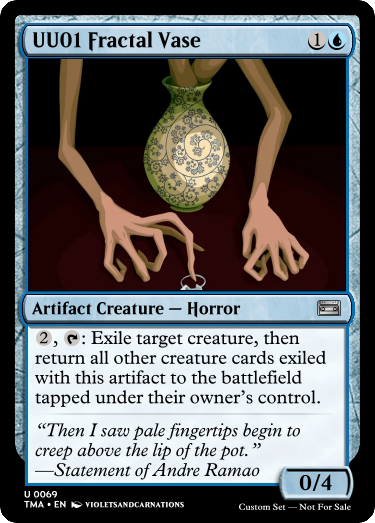 UU01 Fractal Vase
1
Artifact Creature — Horror
2, : Exile target creature, then
return all other creature cards exiled
with this artifact to the battlefield
tapped under their owner's control.
“Then I saw pale fingertips begin to
creep above the lip of the pot.”
—Statement of Andre Ramao
0/4
U 0069
TMA • EN VIOLETSANDCARNATIONS
Custom Set — Not For Sale